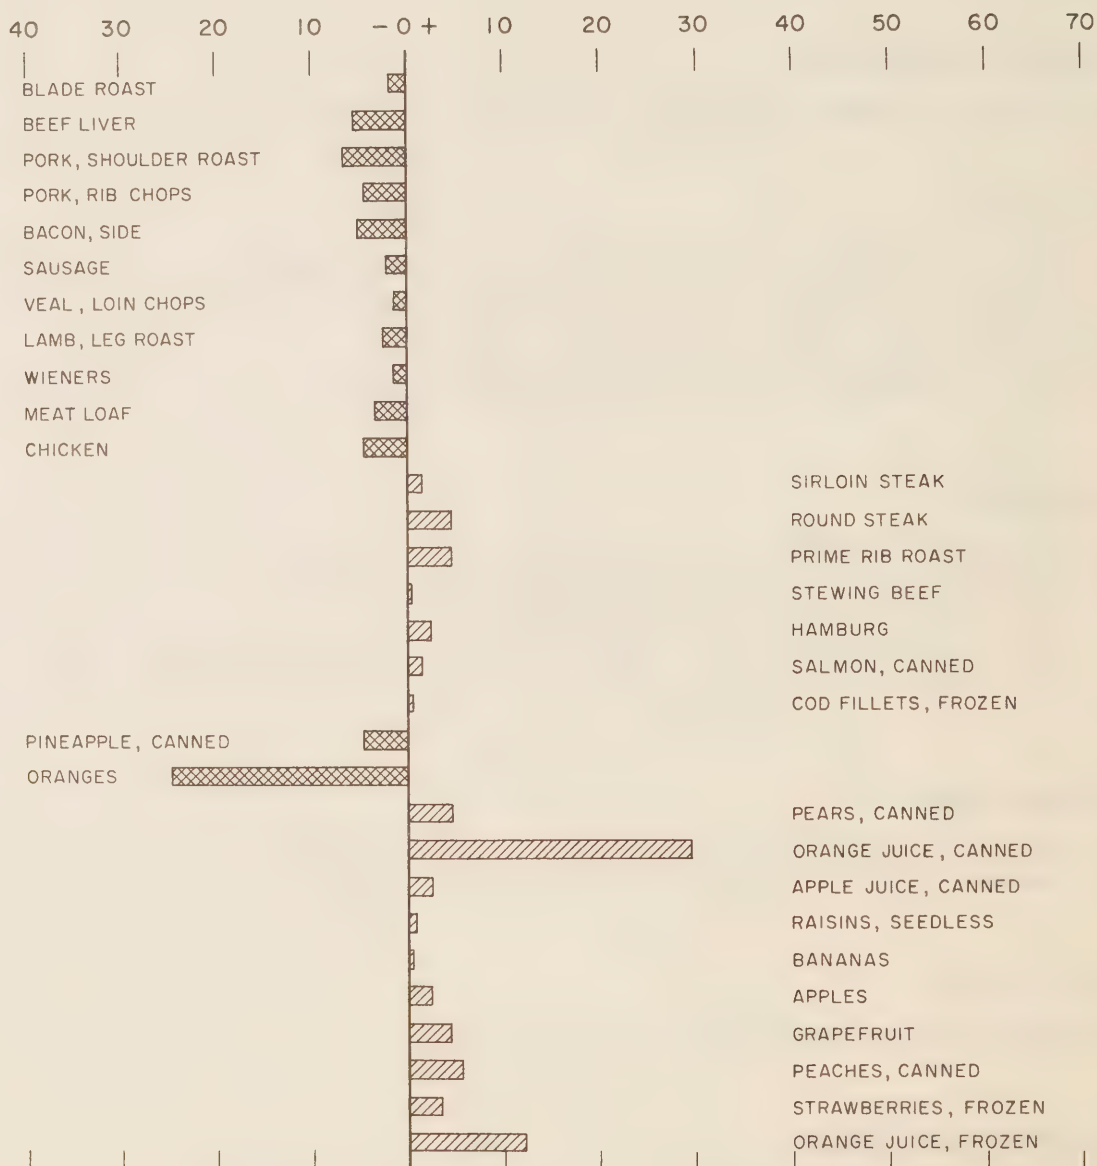 40 30 20 10 – 0 + 10 20 30 40 50 60 70
BLADE ROAST
BEEF LIVER
PORK, SHOULDER ROAST
PORK, RIB CHOPS
BACON, SIDE
SAUSAGE
VEAL, LOIN CHOPS
LAMB, LEG ROAST
WIENERS
MEAT LOAF
CHICKEN
SIRLOIN STEAK
ROUND STEAK
PRIME RIB ROAST
STEWING BEEF
HAMBURG
SALMON, CANNED
COD FILLETS, FROZEN
PINEAPPLE, CANNED
ORANGES
PEARS, CANNED
ORANGE JUICE, CANNED
APPLE JUICE, CANNED
RAISINS, SEEDLESS
BANANAS
APPLES
GRAPEFRUIT
PEACHES, CANNED
STRAWBERRIES, FROZEN
ORANGE JUICE, FROZEN